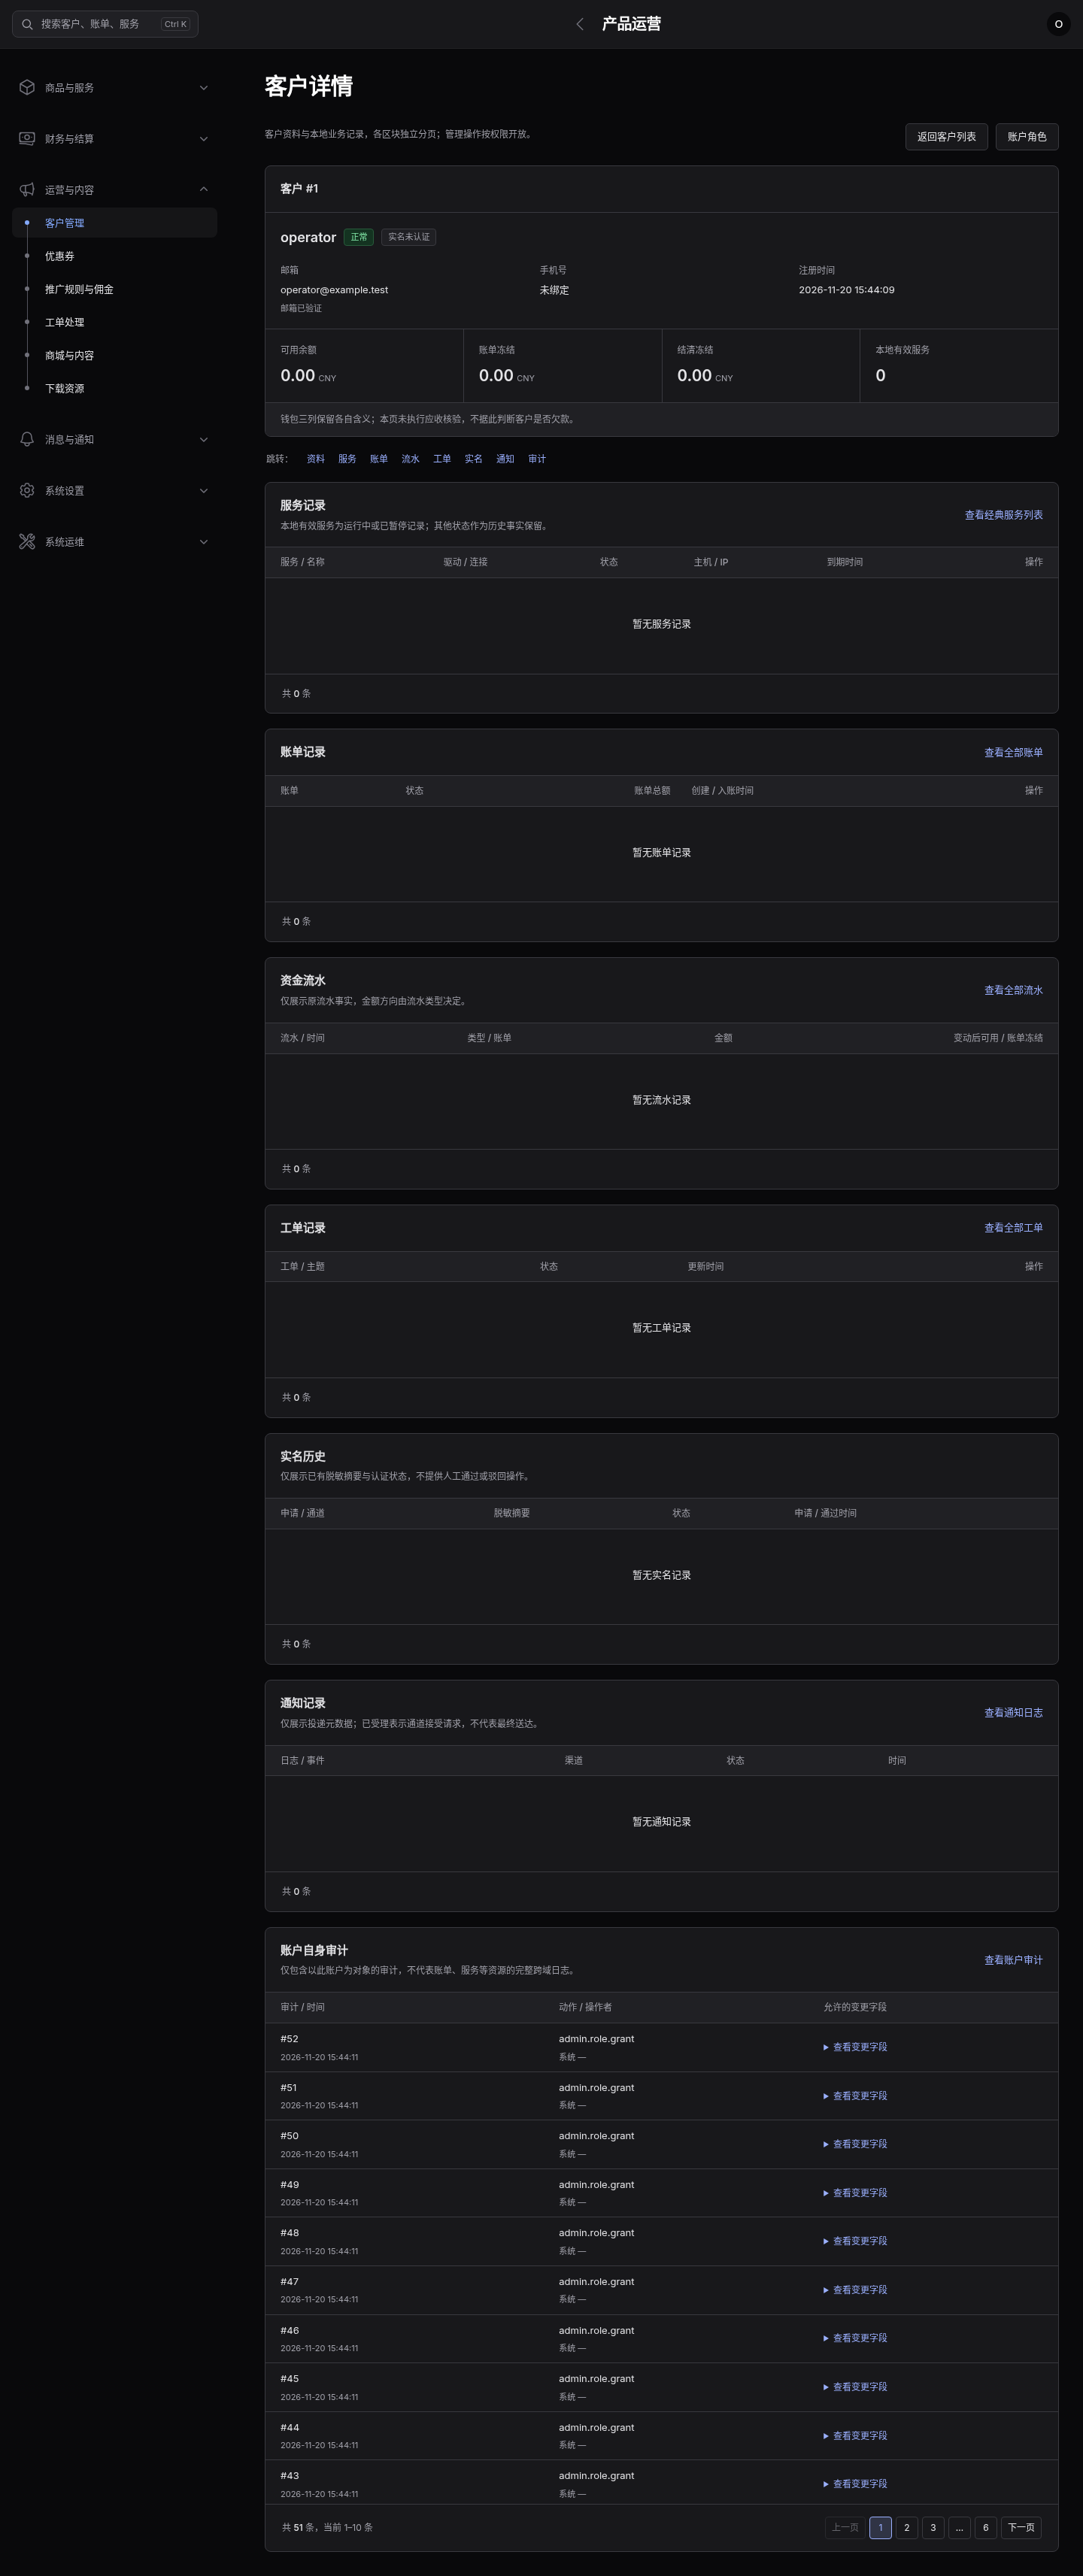 搜索客户、账单、服务 Ctrl K
产品运营
O
商品与服务
财务与结算
运营与内容
客户管理
优惠券
推广规则与佣金
工单处理
商城与内容
下载资源
消息与通知
系统设置
系统运维
客户详情
客户资料与本地业务记录，各区块独立分页；管理操作按权限开放。
返回客户列表 账户角色
客户 #1
operator 正常 实名未认证
邮箱 手机号 注册时间
operator@example.test 未绑定 2026-11-20 15:44:09
邮箱已验证
可用余额 账单冻结 结清冻结 本地有效服务
0.00 CNY 0.00 CNY 0.00 CNY 0
钱包三列保留各自含义；本页未执行应收核验，不据此判断客户是否欠款。
跳转： 资料 服务 账单 流水 工单 实名 通知 审计
服务记录
本地有效服务为运行中或已暂停记录；其他状态作为历史事实保留。
查看经典服务列表
服务 / 名称 驱动 / 连接 状态 主机 / IP 到期时间 操作
暂无服务记录
共 0 条
账单记录 查看全部账单
账单 状态 账单总额 创建 / 入账时间 操作
暂无账单记录
共 0 条
资金流水
仅展示原流水事实，金额方向由流水类型决定。
查看全部流水
流水 / 时间 类型 / 账单 金额 变动后可用 / 账单冻结
暂无流水记录
共 0 条
工单记录 查看全部工单
工单 / 主题 状态 更新时间 操作
暂无工单记录
共 0 条
实名历史
仅展示已有脱敏摘要与认证状态，不提供人工通过或驳回操作。
申请 / 通道 脱敏摘要 状态 申请 / 通过时间
暂无实名记录
共 0 条
通知记录
仅展示投递元数据；已受理表示通道接受请求，不代表最终送达。
查看通知日志
日志 / 事件 渠道 状态 时间
暂无通知记录
共 0 条
账户自身审计
仅包含以此账户为对象的审计，不代表账单、服务等资源的完整跨域日志。
查看账户审计
审计 / 时间 动作 / 操作者 允许的变更字段
#52 admin.role.grant ▶ 查看变更字段
2026-11-20 15:44:11 系统 —
#51 admin.role.grant ▶ 查看变更字段
2026-11-20 15:44:11 系统 —
#50 admin.role.grant ▶ 查看变更字段
2026-11-20 15:44:11 系统 —
#49 admin.role.grant ▶ 查看变更字段
2026-11-20 15:44:11 系统 —
#48 admin.role.grant ▶ 查看变更字段
2026-11-20 15:44:11 系统 —
#47 admin.role.grant ▶ 查看变更字段
2026-11-20 15:44:11 系统 —
#46 admin.role.grant ▶ 查看变更字段
2026-11-20 15:44:11 系统 —
#45 admin.role.grant ▶ 查看变更字段
2026-11-20 15:44:11 系统 —
#44 admin.role.grant ▶ 查看变更字段
2026-11-20 15:44:11 系统 —
#43 admin.role.grant ▶ 查看变更字段
2026-11-20 15:44:11 系统 —
共 51 条，当前 1–10 条 上一页 1 2 3 … 6 下一页